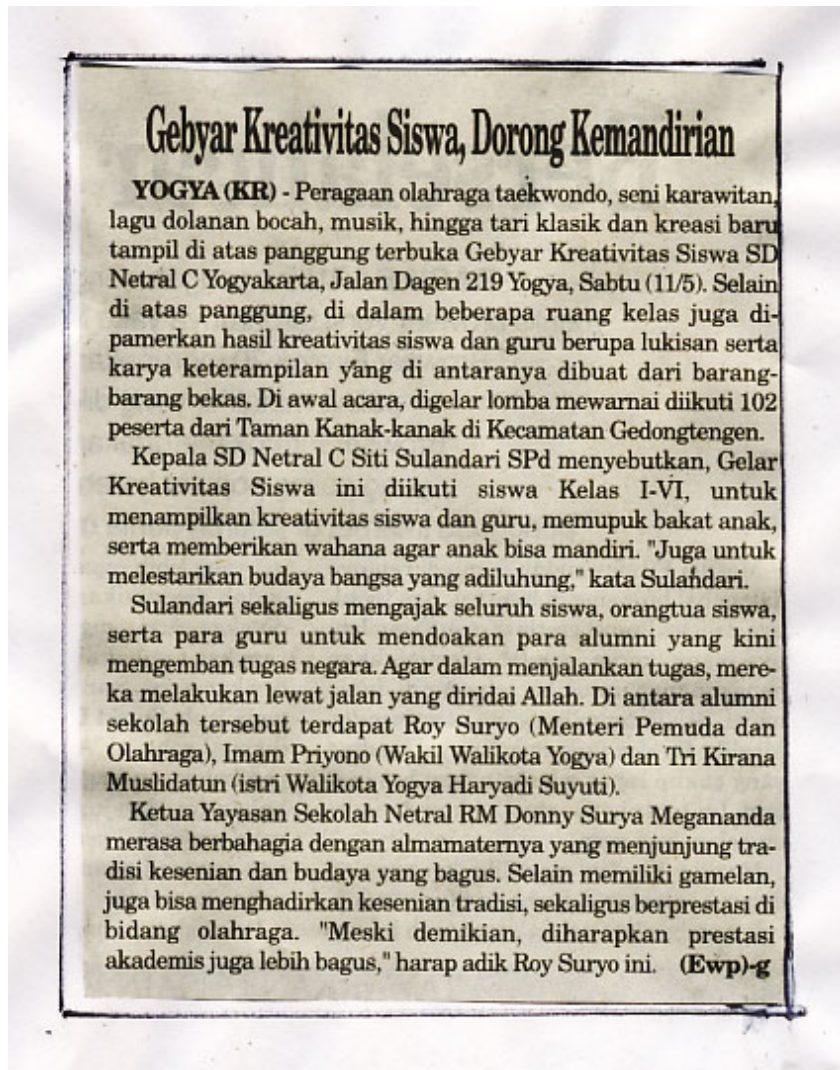 Gebyar Kreativitas Siswa, Dorong Kemandirian
YOGYA (KR) - Peragaan olahraga taekwondo, seni karawitan,
lagu dolanan bocah, musik, hingga tari klasik dan kreasi baru
tampil di atas panggung terbuka Gebyar Kreativitas Siswa SD
Netral C Yogyakarta, Jalan Dagen 219 Yogya, Sabtu (11/5). Selain
di atas panggung, di dalam beberapa ruang kelas juga di-
pamerkan hasil kreativitas siswa dan guru berupa lukisan serta
karya keterampilan yang di antaranya dibuat dari barang-
barang bekas. Di awal acara, digelar lomba mewarnai diikuti 102
peserta dari Taman Kanak-kanak di Kecamatan Gedongtengen.
Kepala SD Netral C Siti Sulandari SPd menyebutkan, Gelar
Kreativitas Siswa ini diikuti siswa Kelas I-VI, untuk
menampilkan kreativitas siswa dan guru, memupuk bakat anak,
serta memberikan wahana agar anak bisa mandiri. "Juga untuk
melestarikan budaya bangsa yang adiluhung," kata Sulandari.
Sulandari sekaligus mengajak seluruh siswa, orangtua siswa,
serta para guru untuk mendoakan para alumni yang kini
mengemban tugas negara. Agar dalam menjalankan tugas, mere-
ka melakukan lewat jalan yang diridai Allah. Di antara alumni
sekolah tersebut terdapat Roy Suryo (Menteri Pemuda dan
Olahraga), Imam Priyono (Wakil Walikota Yogya) dan Tri Kirana
Muslidatun (istri Walikota Yogya Haryadi Suyuti).
Ketua Yayasan Sekolah Netral RM Donny Surya Megananda
merasa berbahagia dengan almamaternya yang menjunjung tra-
disi kesenian dan budaya yang bagus. Selain memiliki gamelan,
juga bisa menghadirkan kesenian tradisi, sekaligus berprestasi di
bidang olahraga. "Meski demikian, diharapkan prestasi
akademis juga lebih bagus," harap adik Roy Suryo ini. (Ewp)-g